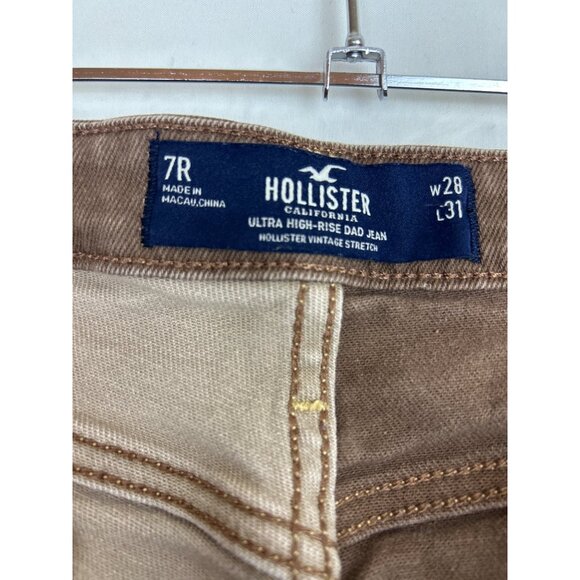 7R
MADE IN
MACAU.CHINA
HOLLISTER
CALIFORNIA
ULTRA HIGH-RISE DAD JEAN
HOLLISTER VINTAGE STRETCH
W28
L31